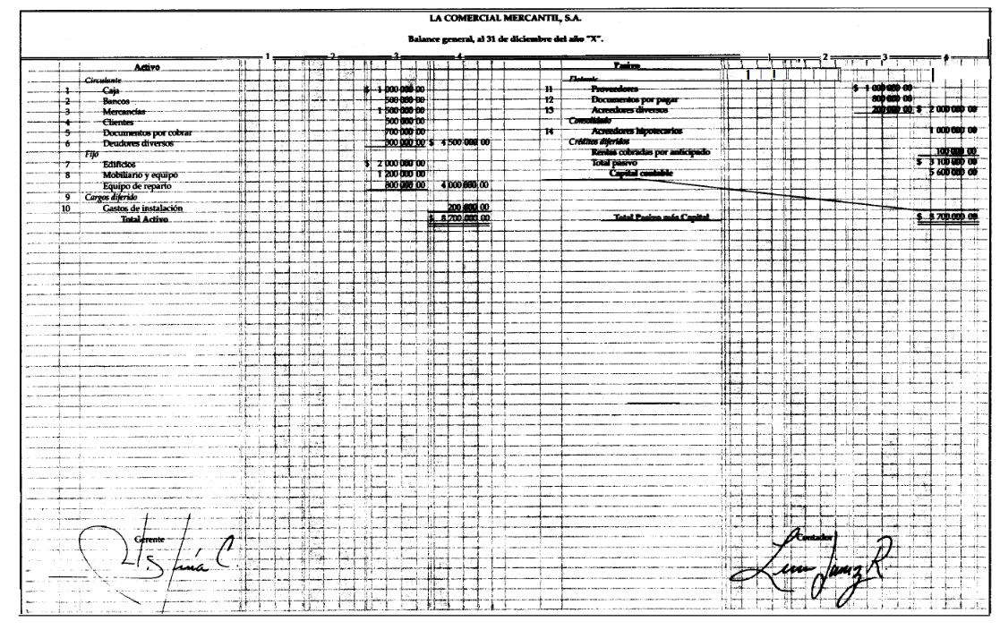 LA COMERCIAL MERCANTIL, S.A.
Balance general, al 31 de diciembre del año "X".
1 2 3 4
Activo
Circulante
1 Caja $ 1 000 000 00
2 Bancos 500 000 00
3 Mercancías 1 500 000 00
4 Clientes 500 000 00
5 Documentos por cobrar 700 000 00
6 Deudores diversos 300 000 00 $ 4 500 000 00
Fijo
7 Edificios $ 2 000 000 00
8 Mobiliario y equipo 1 200 000 00
Equipo de reparto 800 000 00 4 000 000 00
9 Cargos diferido
10 Gastos de instalación 200 000 00
Total Activo $ 8 700 000 00
Gerente
1 2 3 4
Pasivo
Flotante
11 Proveedores $ 1 000 000 00
12 Documentos por pagar 800 000 00
13 Acreedores diversos 200 000 00 $ 2 000 000 00
Consolidado
14 Acreedores hipotecarios 1 000 000 00
Créditos diferidos
Rentas cobradas por anticipado 100 000 00
Total pasivo $ 3 100 000 00
Capital contable 5 600 000 00
Total Pasivo más Capital $ 8 700 000 00
Contador